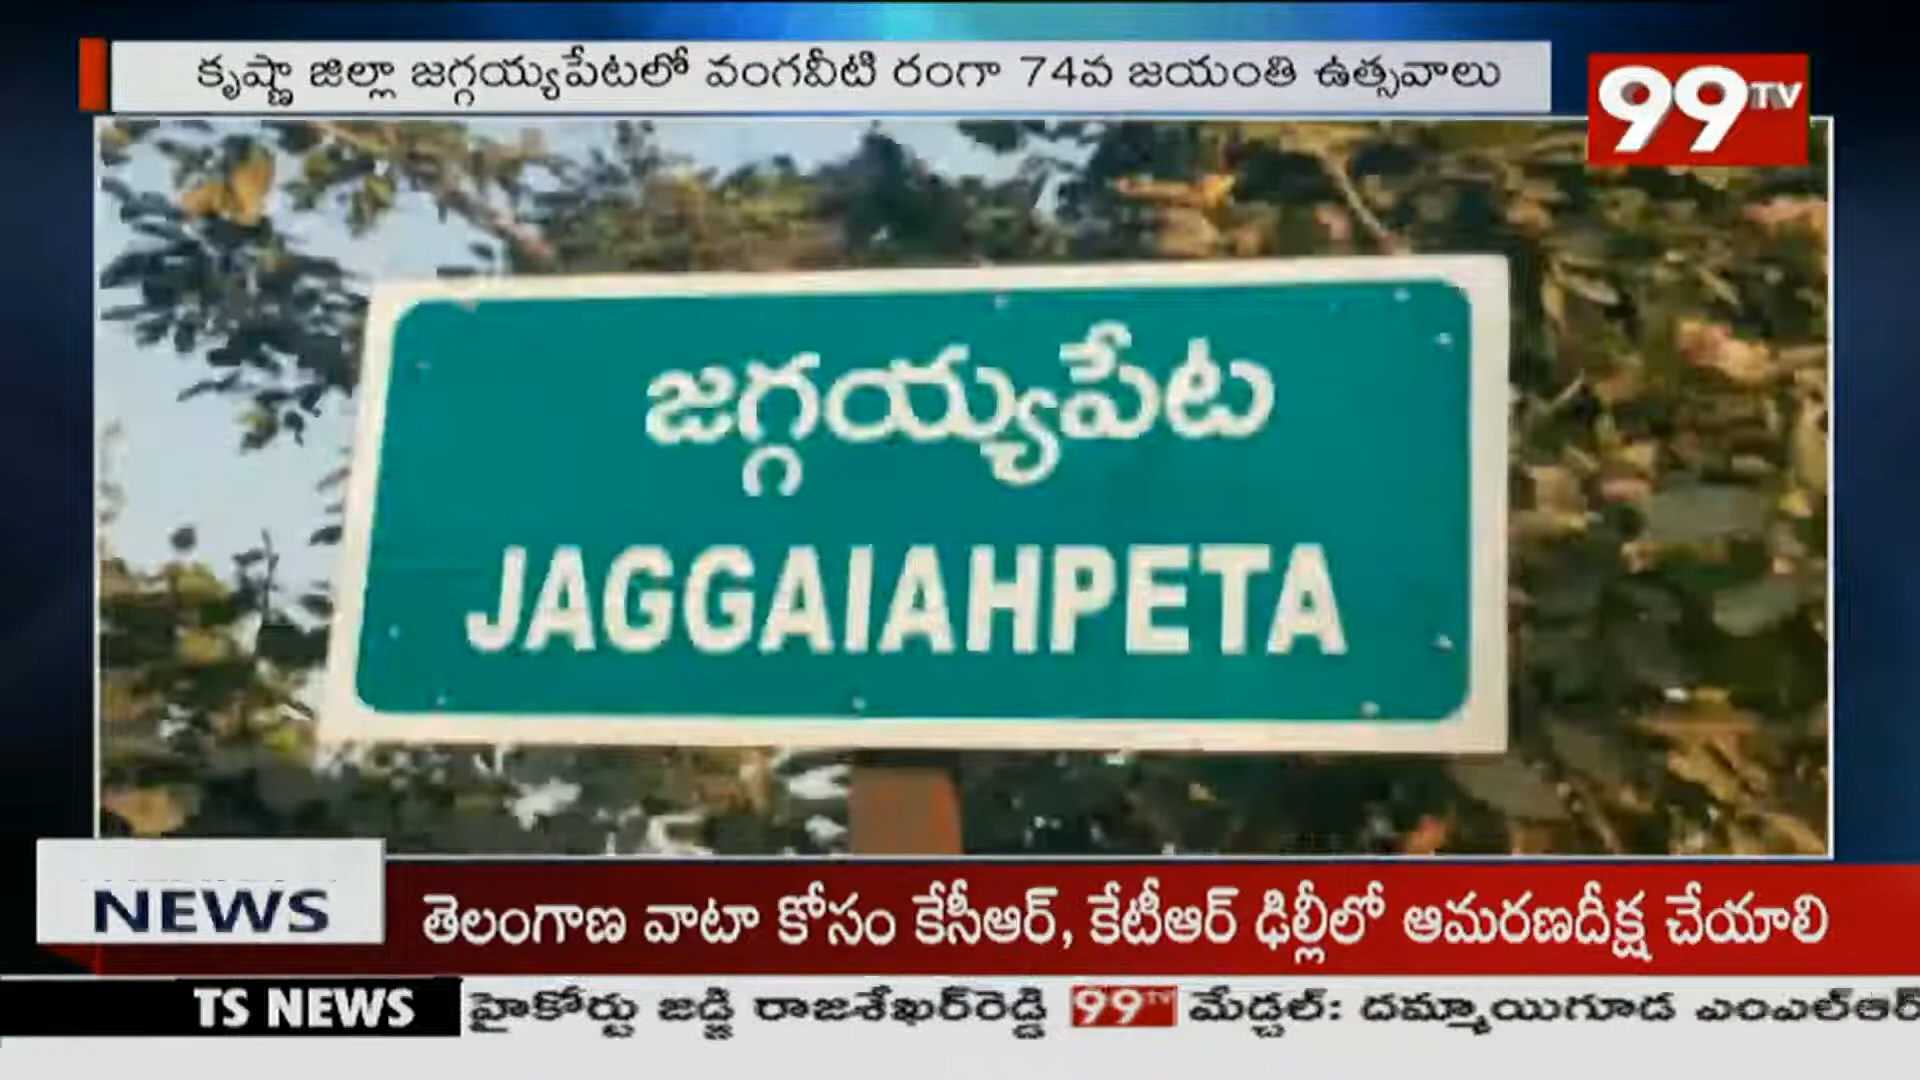 కృష్ణా జిల్లా జగ్గయ్యపేటలో వంగవీటి రంగా 74వ జయంతి ఉత్సవాలు
99TV
జగ్గయ్యపేట
JAGGAIAHPETA
NEWS
తెలంగాణ వాటా కోసం కేసీఆర్, కేటీఆర్ ఢిల్లీలో ఆమరణదీక్ష చేయాలి
TS NEWS
హైకోర్టు జడ్జి రాజశేఖర్‌రెడ్డి 99TV మేడ్చల్: దమ్మాయిగూడ ఎంఎల్ఆర్